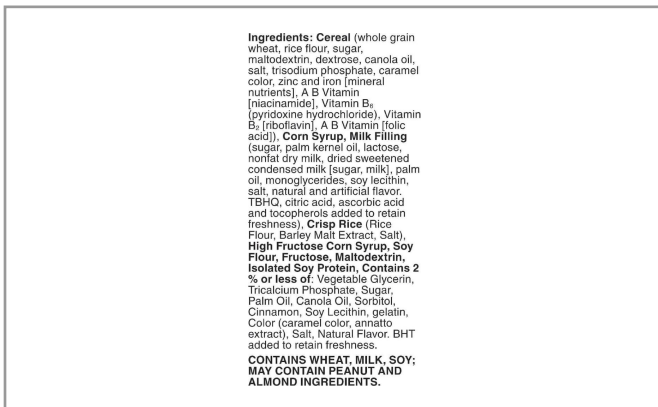 Ingredients: Cereal (whole grain
wheat, rice flour, sugar,
maltodextrin, dextrose, canola oil,
salt, trisodium phosphate, caramel
color, zinc and iron [mineral
nutrients], A B Vitamin
[niacinamide], Vitamin B₆
(pyridoxine hydrochloride), Vitamin
B₂ [riboflavin], A B Vitamin [folic
acid]), Corn Syrup, Milk Filling
(sugar, palm kernel oil, lactose,
nonfat dry milk, dried sweetened
condensed milk [sugar, milk], palm
oil, monoglycerides, soy lecithin,
salt, natural and artificial flavor.
TBHQ, citric acid, ascorbic acid
and tocopherols added to retain
freshness), Crisp Rice (Rice
Flour, Barley Malt Extract, Salt),
High Fructose Corn Syrup, Soy
Flour, Fructose, Maltodextrin,
Isolated Soy Protein, Contains 2
% or less of: Vegetable Glycerin,
Tricalcium Phosphate, Sugar,
Palm Oil, Canola Oil, Sorbitol,
Cinnamon, Soy Lecithin, gelatin,
Color (caramel color, annatto
extract), Salt, Natural Flavor. BHT
added to retain freshness.
CONTAINS WHEAT, MILK, SOY;
MAY CONTAIN PEANUT AND
ALMOND INGREDIENTS.